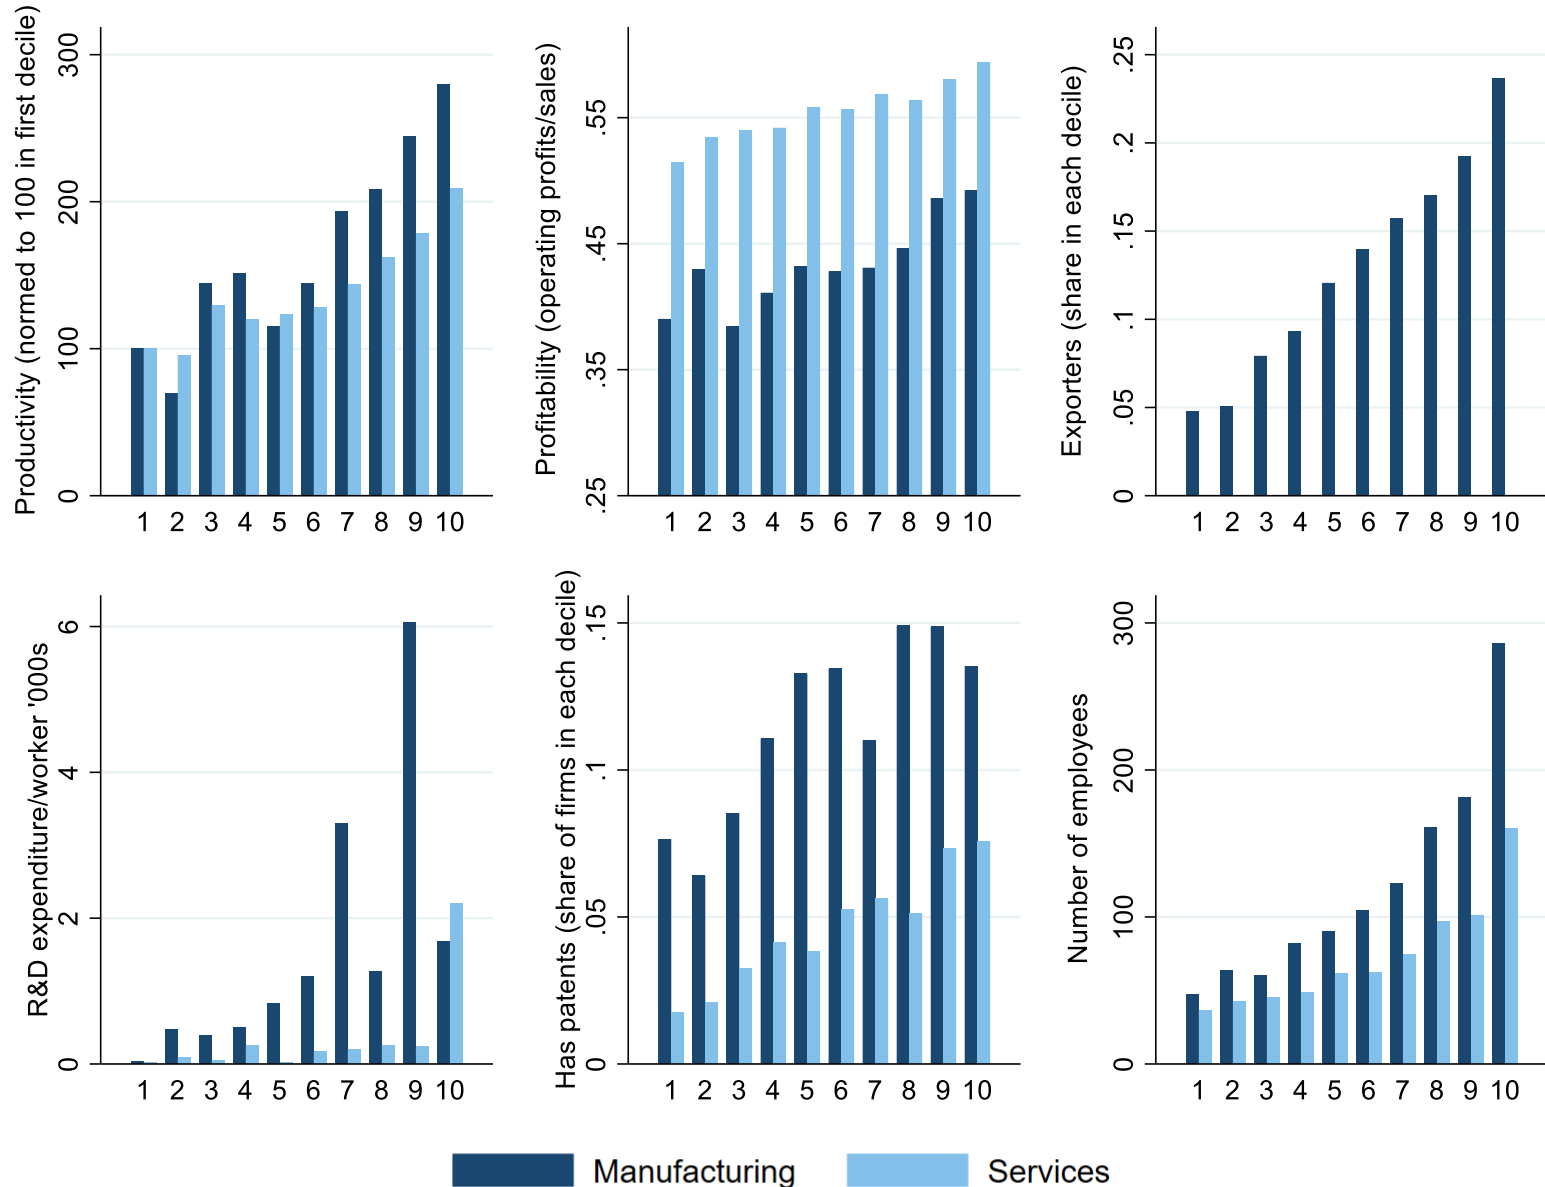 Productivity (normed to 100 in first decile)
300
200
100
0
1 2 3 4 5 6 7 8 9 10
Profitability (operating profits/sales)
.55
.45
.35
.25
1 2 3 4 5 6 7 8 9 10
Exporters (share in each decile)
.25
.2
.15
.1
.05
0
1 2 3 4 5 6 7 8 9 10
R&D expenditure/worker '000s
6
4
2
0
1 2 3 4 5 6 7 8 9 10
Has patents (share of firms in each decile)
.15
.1
.05
0
1 2 3 4 5 6 7 8 9 10
Number of employees
300
200
100
0
1 2 3 4 5 6 7 8 9 10
Manufacturing
Services